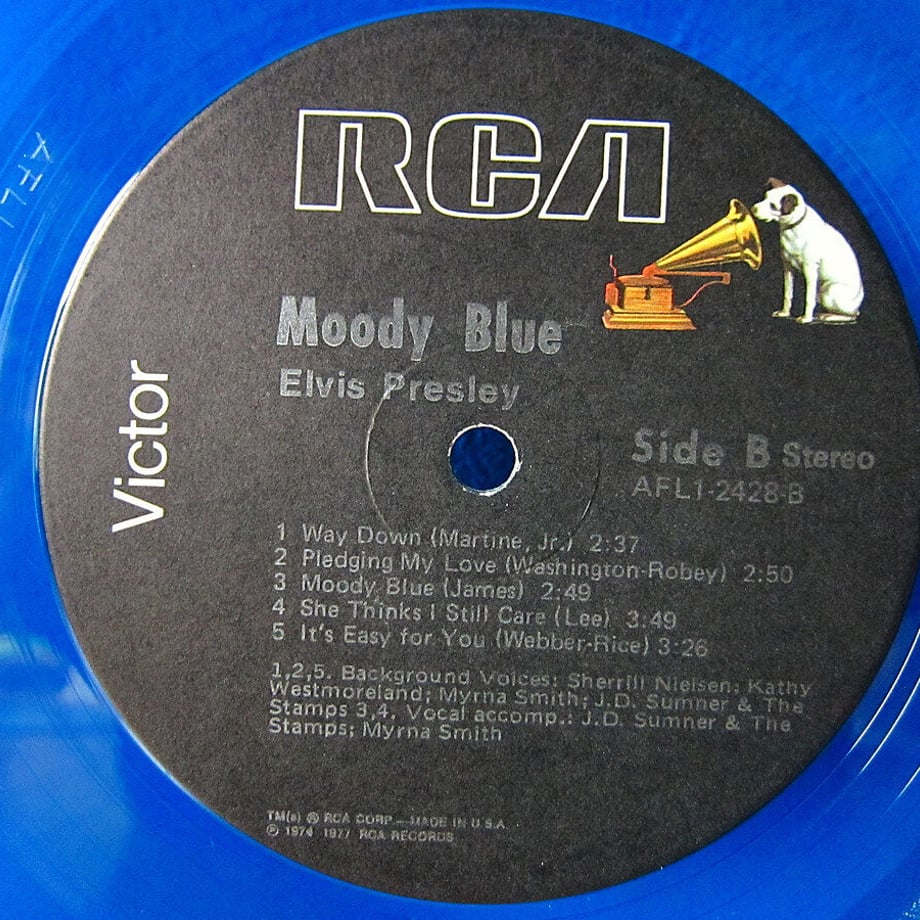 RCA
Moody Blue
Elvis Presley
Victor
Side B Stereo
AFL1-2428-B
1 Way Down (Martine, Jr.) 2:37
2 Pledging My Love (Washington-Robey) 2:50
3 Moody Blue (James) 2:49
4 She Thinks I Still Care (Lee) 3:49
5 It's Easy for You (Webber-Rice) 3:26
1,2,5. Background Voices: Sherrill Nielsen; Kathy
Westmoreland; Myrna Smith; J.D. Sumner & The
Stamps 3,4. Vocal accomp.: J.D. Sumner & The
Stamps; Myrna Smith
TM(s) ® RCA CORP.—MADE IN U.S.A.
℗ 1974 1977 RCA RECORDS
AFL1